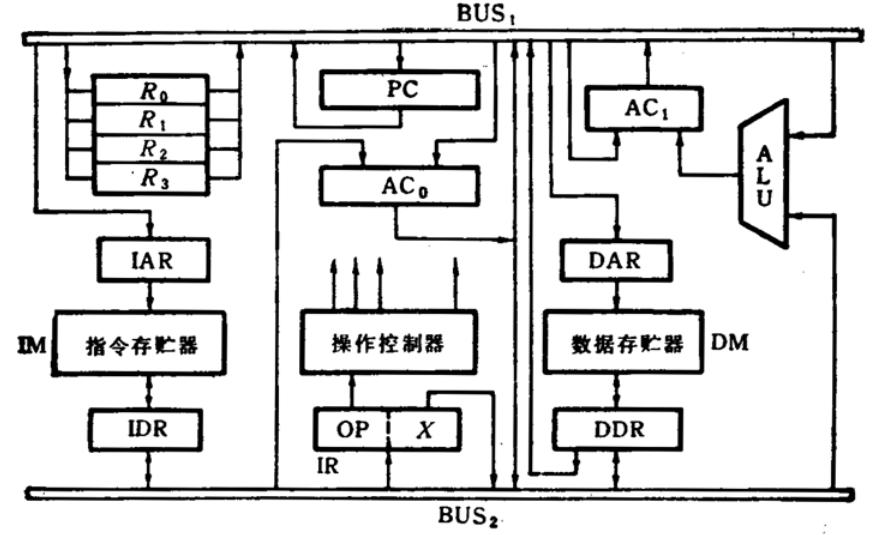 BUS₁
R₀
R₁
R₂
R₃
PC
AC₀
AC₁
ALU
IAR
DAR
IM
指令存贮器
操作控制器
数据存贮器
DM
IDR
OP
X
DDR
IR
BUS₂